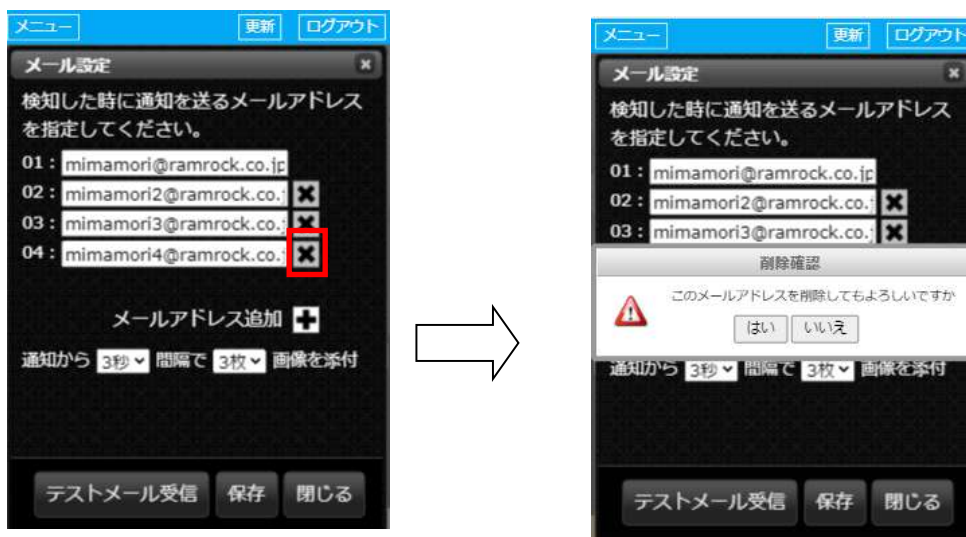 メニュー 更新 ログアウト
メール設定
検知した時に通知を送るメールアドレス
を指定してください。
01 : mimamori@ramrock.co.jp
02 : mimamori2@ramrock.co.j
03 : mimamori3@ramrock.co.j
04 : mimamori4@ramrock.co.j
メールアドレス追加
通知から 3秒 間隔で 3枚 画像を添付
テストメール受信 保存 閉じる
メニュー 更新 ログアウト
メール設定
検知した時に通知を送るメールアドレス
を指定してください。
01 : mimamori@ramrock.co.jp
02 : mimamori2@ramrock.co.j
03 : mimamori3@ramrock.co.j
削除確認
このメールアドレスを削除してもよろしいですか
はい いいえ
通知から 3秒 間隔で 3枚 画像を添付
テストメール受信 保存 閉じる